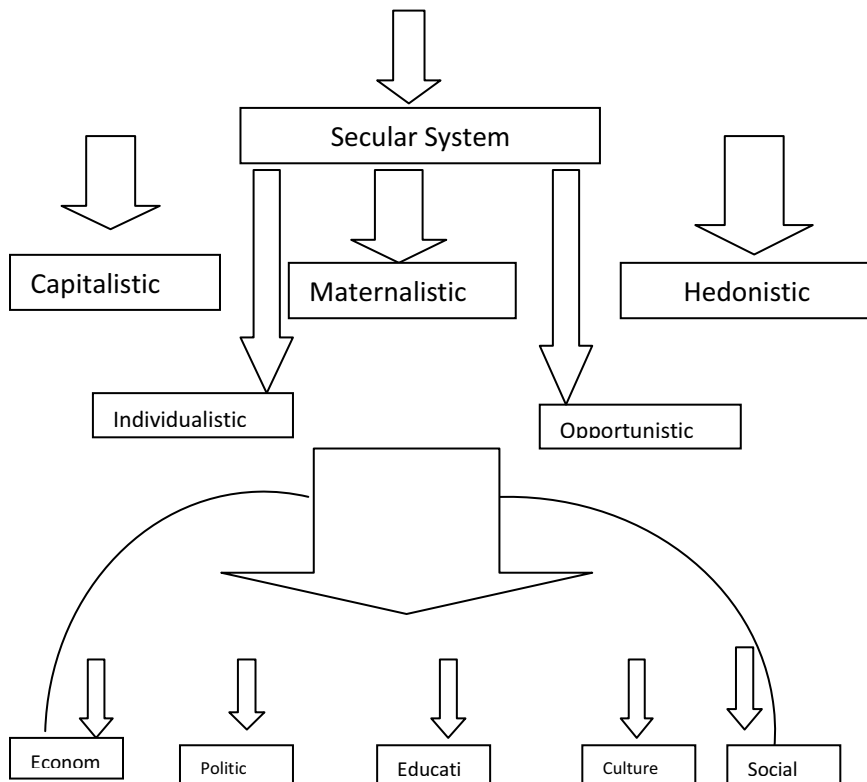 Secular System
Capitalistic
Maternalistic
Hedonistic
Individualistic
Opportunistic
Econom
Politic
Educati
Culture
Social